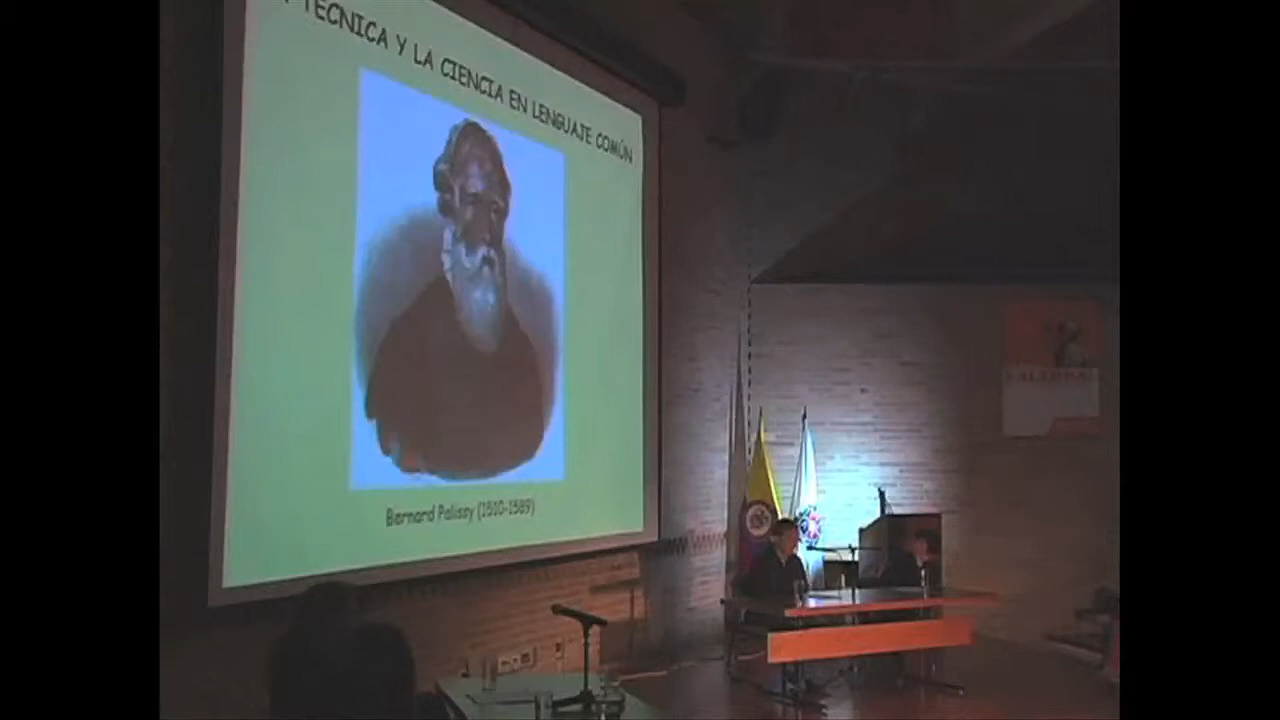 TÉCNICA Y LA CIENCIA EN LENGUAJE COMÚN
Bernard Palissy (1510-1589)